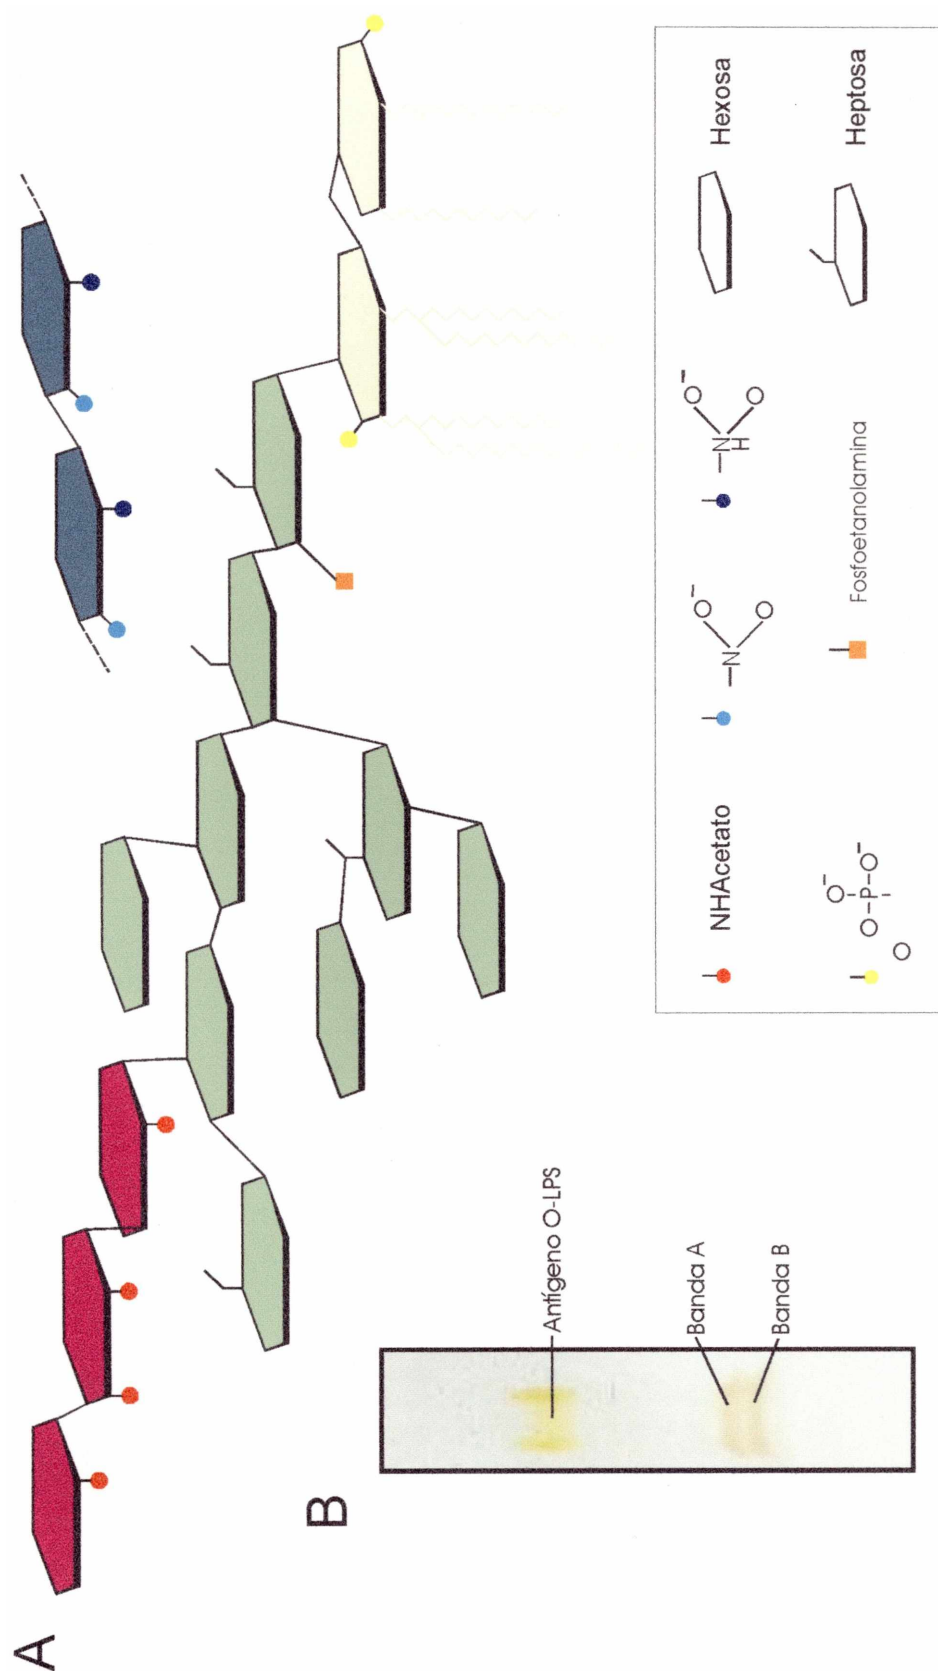 A
B
Antígeno O-LPS
Banda A
Banda B
NHAcetato
–N
O⁻
O
–N
H
O⁻
O
Hexosa
O⁻
O–P–O⁻
O
Fosfoetanolamina
Heptosa